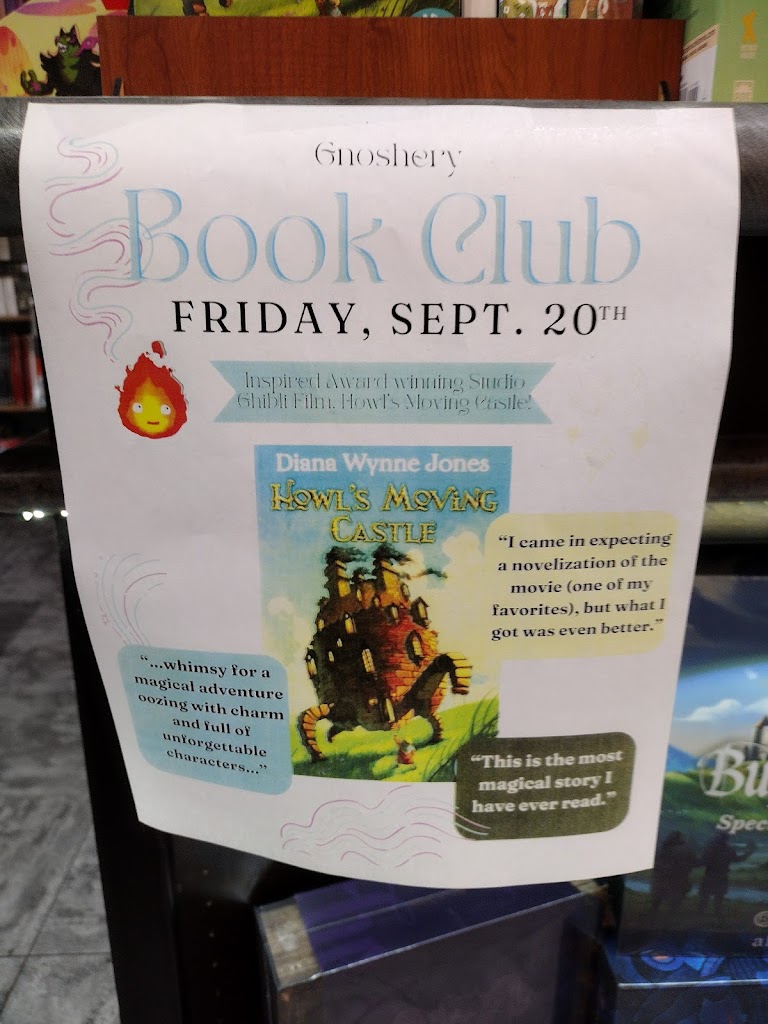 Gnoshery
Book Club
FRIDAY, SEPT. 20TH
Inspired Award winning Studio
Ghibli Film, Howl's Moving Castle!
Diana Wynne Jones
HOWL'S MOVING
CASTLE
"I came in expecting
a novelization of the
movie (one of my
favorites), but what I
got was even better."
"...whimsy for a
magical adventure
oozing with charm
and full of
unforgettable
characters..."
"This is the most
magical story I
have ever read."